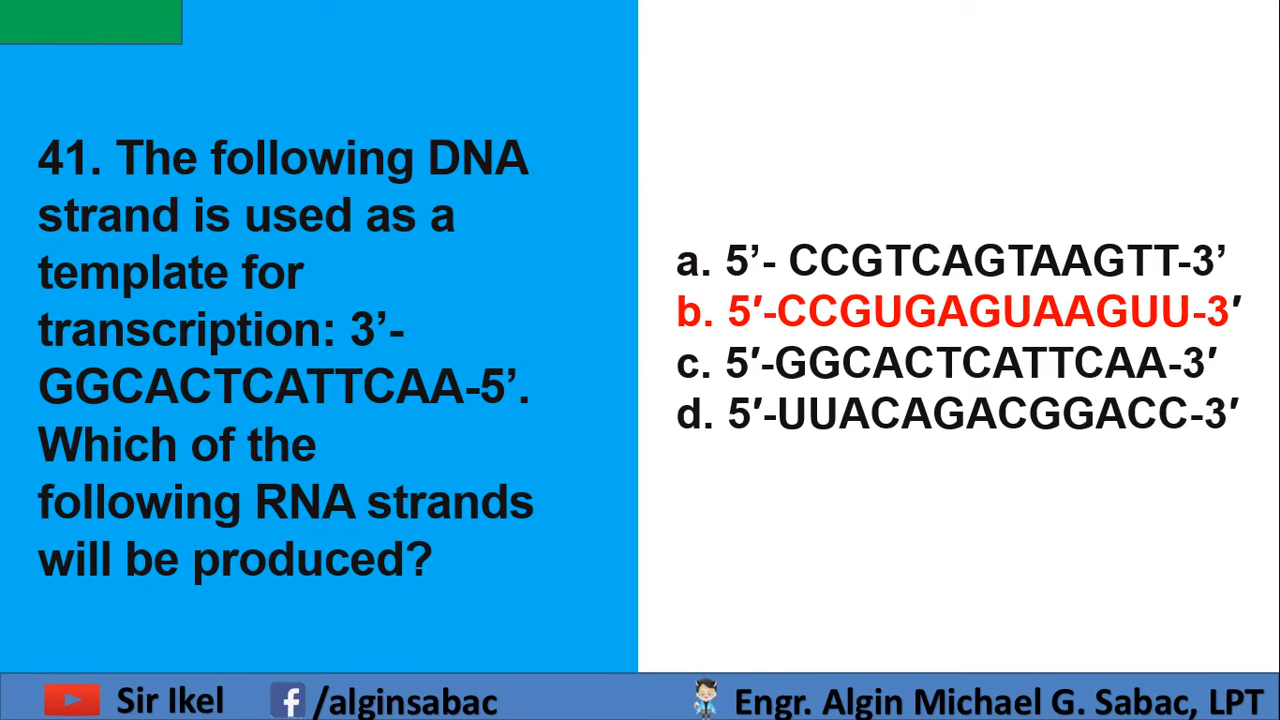 41. The following DNA
strand is used as a
template for
transcription: 3’-
GGCACTCATTCAA-5’.
Which of the
following RNA strands
will be produced?
a. 5’- CCGTCAGTAAGTT-3’
b. 5′-CCGUGAGUAAGUU-3′
c. 5′-GGCACTCATTCAA-3′
d. 5′-UUACAGACGGACC-3′
Sir Ikel
f /alginsabac
Engr. Algin Michael G. Sabac, LPT